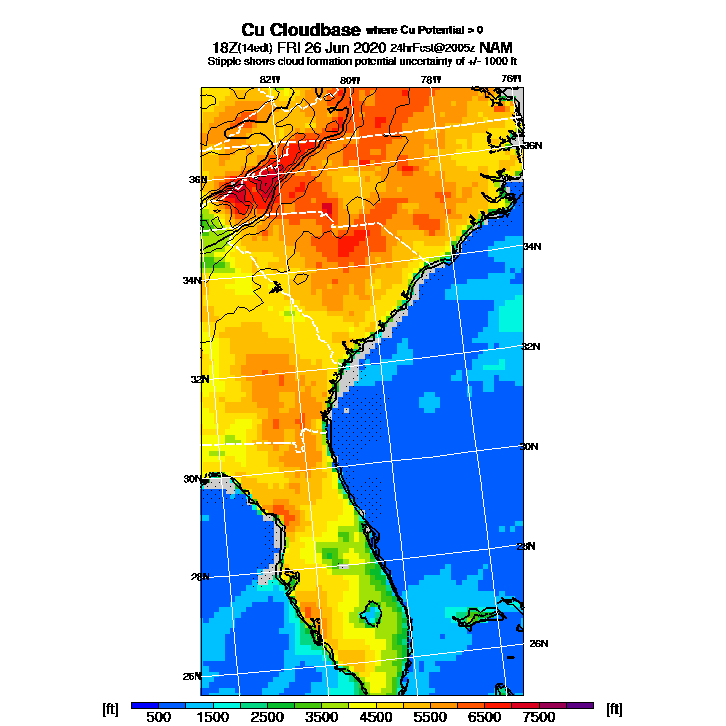 Cu Cloudbase where Cu Potential > 0
18Z(14edt) FRI 26 Jun 2020 24hrFcst@2005z NAM
Stipple shows cloud formation potential uncertainty of +/- 1000 ft
82W 80W 78W 76W
36N
36N
34N
34N
32N
32N
30N
30N
28N
28N
26N
26N
[ft] 500 1500 2500 3500 4500 5500 6500 7500 [ft]